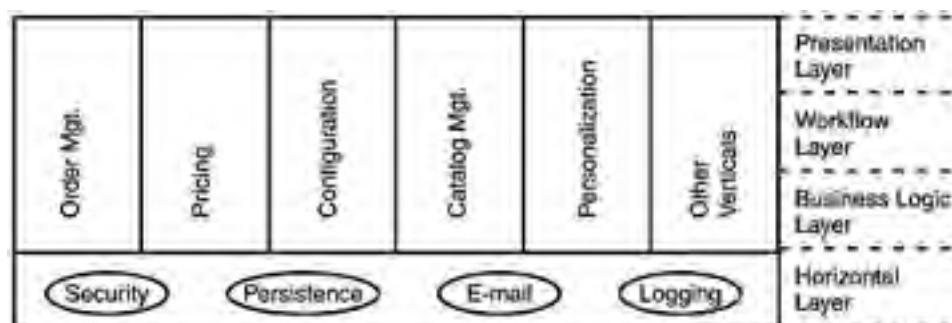 Order Mgt.
Pricing
Configuration
Catalog Mgt.
Personalization
Other
Verticals
Presentation
Layer
Workflow
Layer
Business Logic
Layer
Security
Persistence
E-mail
Logging
Horizontal
Layer